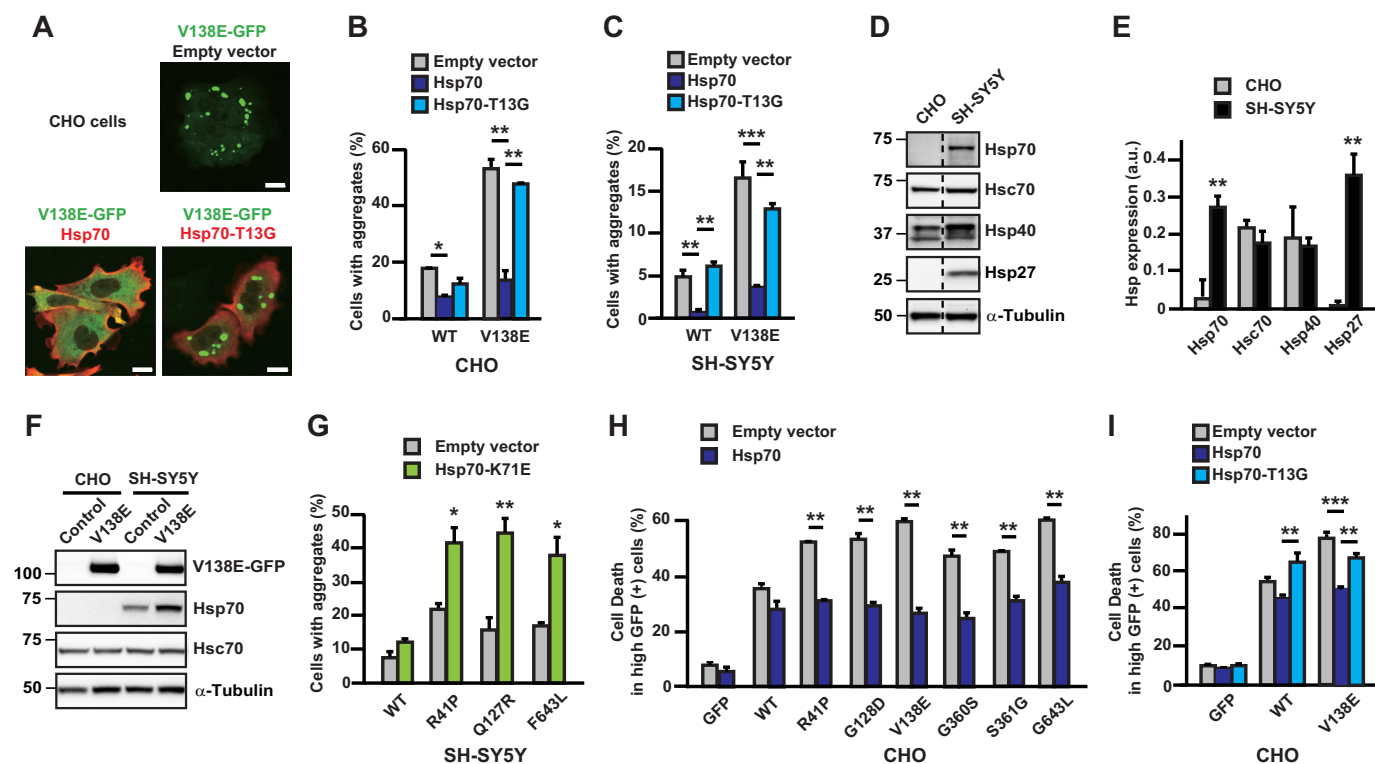 A
V138E-GFP
Empty vector
CHO cells
V138E-GFP
Hsp70
V138E-GFP
Hsp70-T13G
B
Empty vector
Hsp70
Hsp70-T13G
Cells with aggregates (%)
60
40
20
0
*
**
**
WT
V138E
CHO
C
Empty vector
Hsp70
Hsp70-T13G
Cells with aggregates (%)
20
15
10
5
0
**
**
***
**
WT
V138E
SH-SY5Y
D
CHO
SH-SY5Y
75
Hsp70
75
Hsc70
37
Hsp40
25
Hsp27
50
α-Tubulin
E
CHO
SH-SY5Y
Hsp expression (a.u.)
0.4
0.2
0.1
0
**
**
Hsp70
Hsc70
Hsp40
Hsp27
F
CHO
SH-SY5Y
Control
V138E
Control
V138E
100
V138E-GFP
75
Hsp70
75
Hsc70
50
α-Tubulin
G
Empty vector
Hsp70-K71E
Cells with aggregates (%)
50
40
30
20
10
0
*
**
*
WT
R41P
Q127R
F643L
SH-SY5Y
H
Empty vector
Hsp70
Cell Death
in high GFP (+) cells (%)
60
40
20
0
**
**
**
**
**
**
GFP
WT
R41P
G128D
V138E
G360S
S361G
G643L
CHO
I
Empty vector
Hsp70
Hsp70-T13G
Cell Death
in high GFP (+) cells (%)
80
60
40
20
0
**
***
**
GFP
WT
V138E
CHO